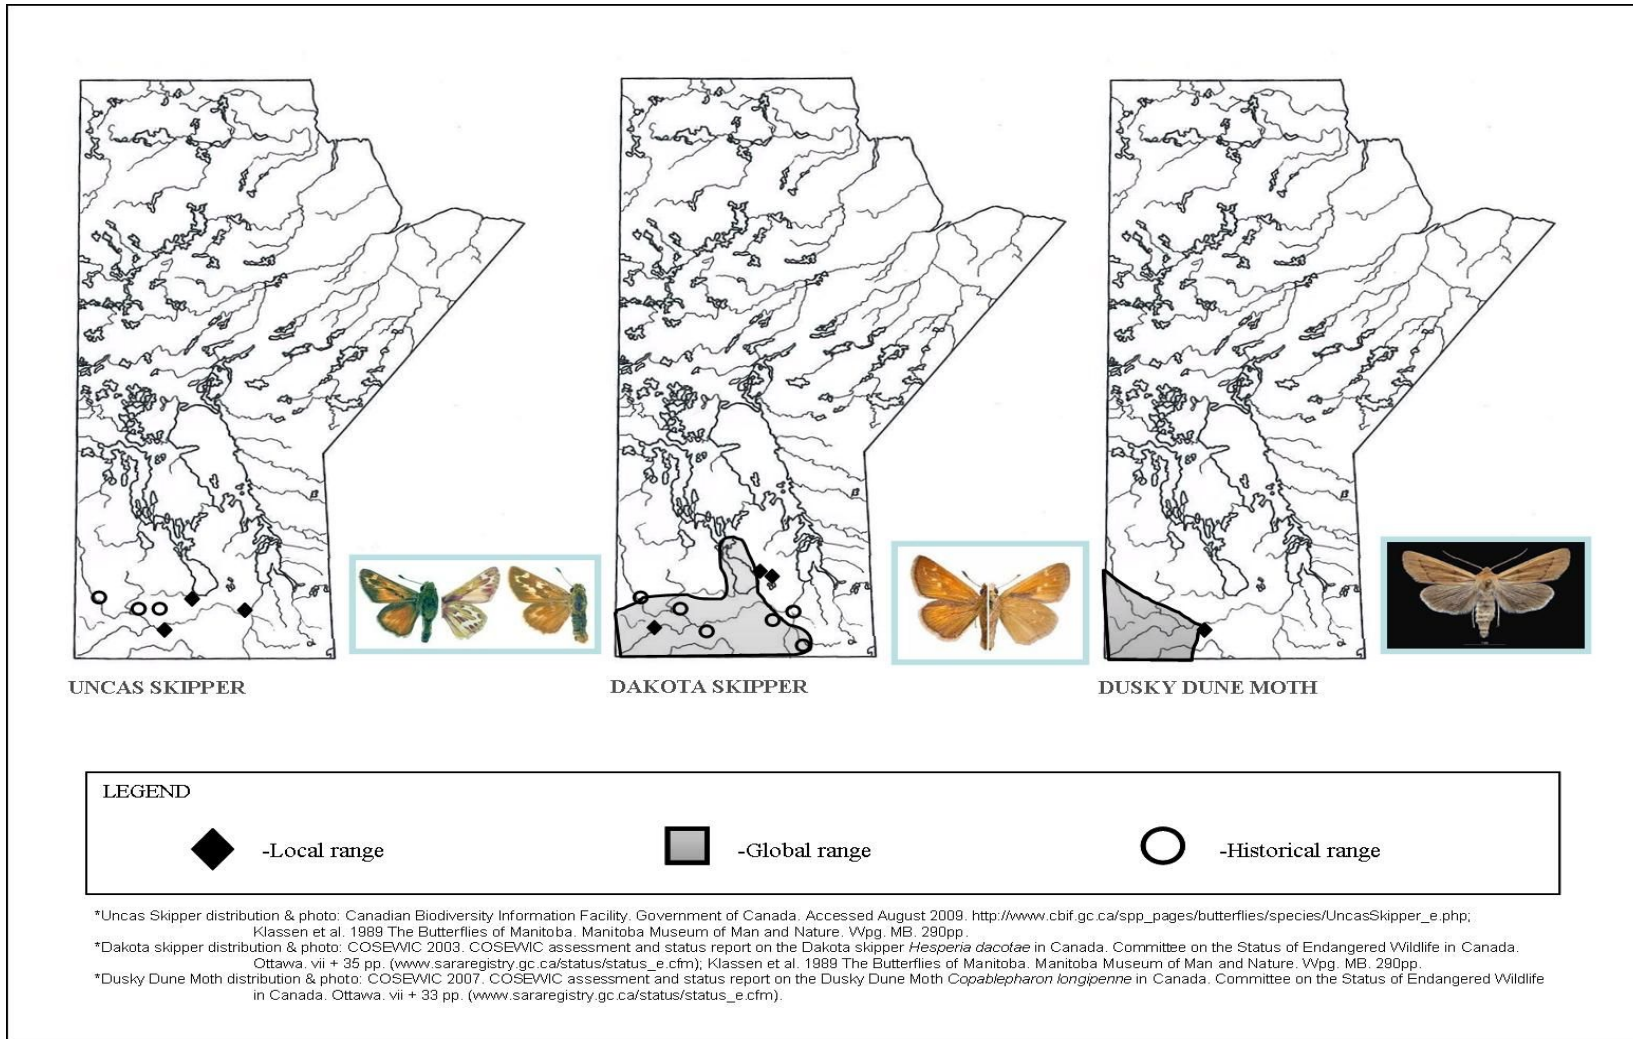 UNCAS SKIPPER
DAKOTA SKIPPER
DUSKY DUNE MOTH
LEGEND
-Local range
-Global range
-Historical range
*Uncas Skipper distribution & photo: Canadian Biodiversity Information Facility. Government of Canada. Accessed August 2009. http://www.cbif.gc.ca/spp_pages/butterflies/species/UncasSkipper_e.php;
Klassen et al. 1989 The Butterflies of Manitoba. Manitoba Museum of Man and Nature. Wpg. MB. 290pp.
*Dakota skipper distribution & photo: COSEWIC 2003. COSEWIC assessment and status report on the Dakota skipper Hesperia dacotae in Canada. Committee on the Status of Endangered Wildlife in Canada.
Ottawa. vii + 35 pp. (www.sararegistry.gc.ca/status/status_e.cfm); Klassen et al. 1989 The Butterflies of Manitoba. Manitoba Museum of Man and Nature. Wpg. MB. 290pp.
*Dusky Dune Moth distribution & photo: COSEWIC 2007. COSEWIC assessment and status report on the Dusky Dune Moth Copablepharon longipenne in Canada. Committee on the Status of Endangered Wildlife
in Canada. Ottawa. vii + 33 pp. (www.sararegistry.gc.ca/status/status_e.cfm).